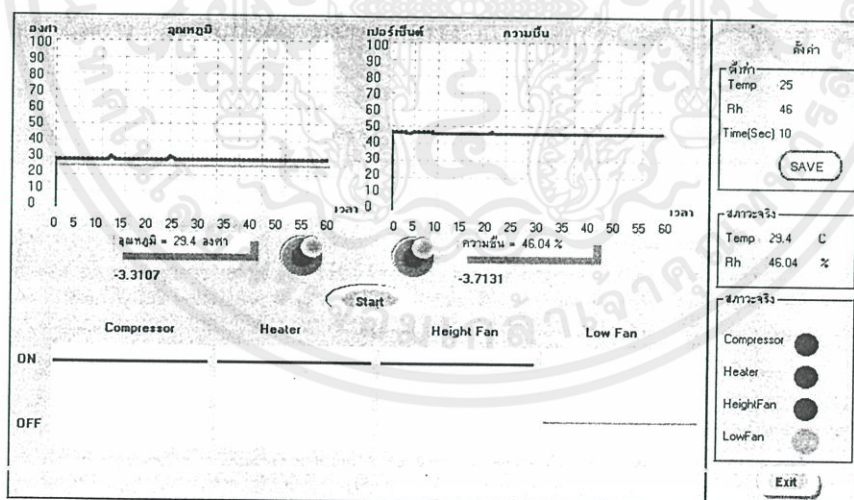 องศา
อุณหภูมิ
100
90
80
70
60
50
40
30
20
10
0
0 5 10 15 20 25 30 35 40 50 55 60
เวลา
อุณหภูมิ = 29.4 องศา
-3.3107
เปอร์เซ็นต์
ความชื้น
100
90
80
70
60
50
40
30
20
10
0
0 5 10 15 20 25 30 35 40 45 50 55 60
เวลา
ความชื้น = 46.04 %
-3.7131
Start
Compressor Heater Height Fan Low Fan
ON
OFF
ตั้งค่า
ตั้งค่า
Temp 25
Rh 46
Time(Sec) 10
SAVE
สภาวะจริง
Temp 29.4 C
Rh 46.04 %
สภาวะจริง
Compressor
Heater
HeightFan
LowFan
Exit